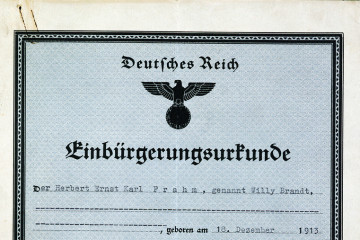 Deutsches Reich
Einbürgerungsurkunde
Der Herbert Ernst Karl Frahm, genannt Willy Brandt,
, geboren am 18. Dezember 1913